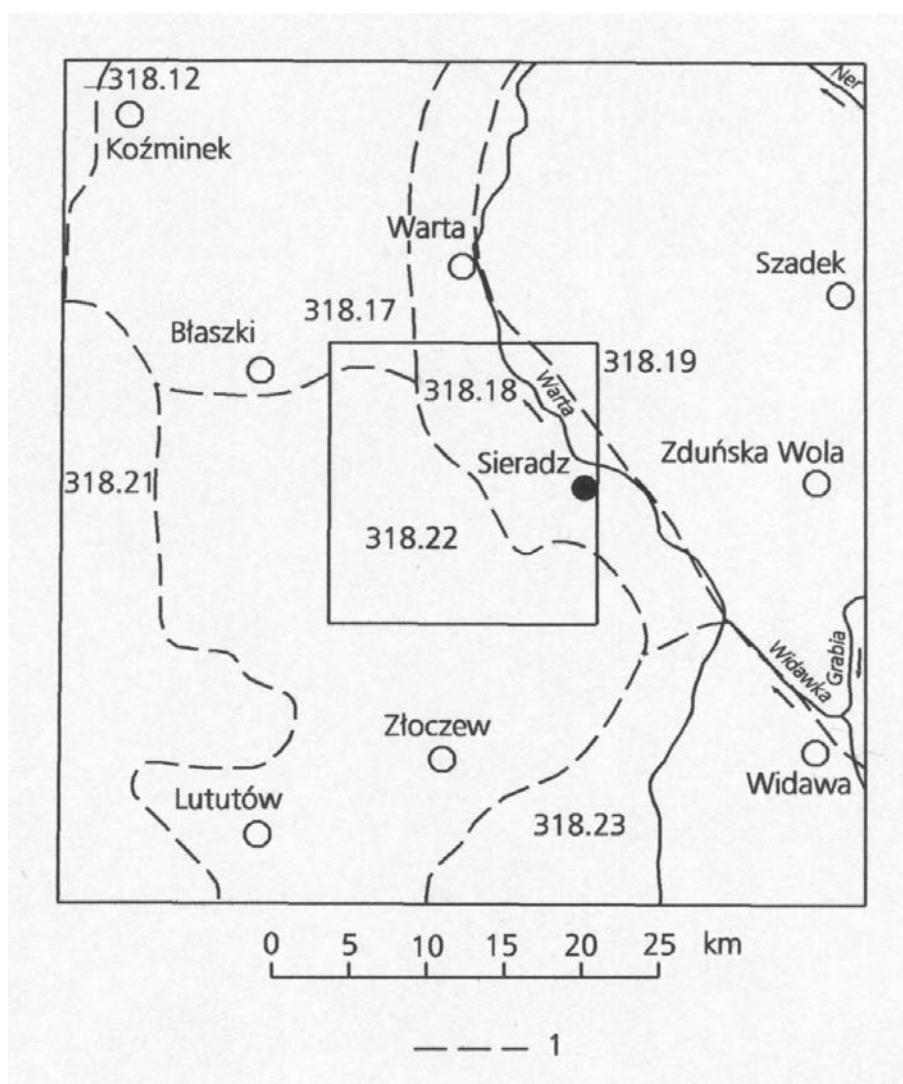 318.12
Ner
Koźminek
Warta
Szadek
318.17
Błaszki
318.19
318.18
Warta
Sieradz
Zduńska Wola
318.21
318.22
Grabia
Widawka
Złoczew
Widawa
Lututów
318.23
0 5 10 15 20 25 km
1